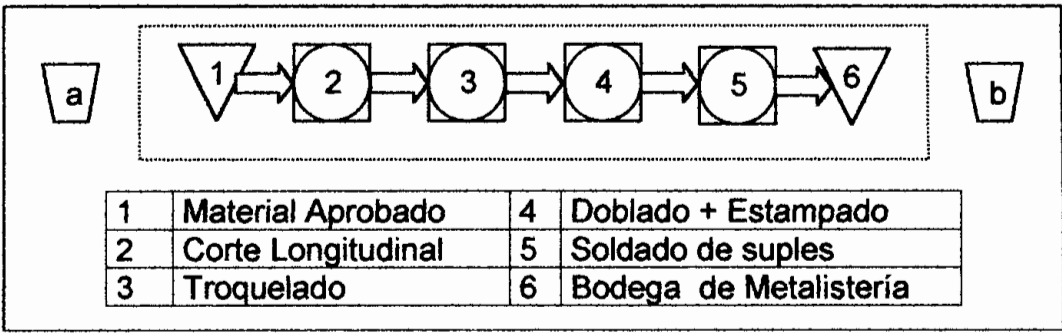 a 1 2 3 4 5 6 b
1 Material Aprobado 4 Doblado + Estampado
2 Corte Longitudinal 5 Soldado de suples
3 Troquelado 6 Bodega de Metalistería